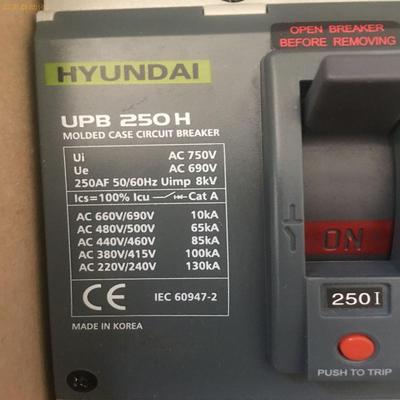 OPEN BREAKER
BEFORE REMOVING
HYUNDAI
UPB 250H
MOLDED CASE CIRCUIT BREAKER
Ui AC 750V
Ue AC 690V
250AF 50/60Hz Uimp 8kV
Ics=100% Icu Cat A
AC 660V/690V 10kA
AC 480V/500V 65kA
AC 440V/460V 85kA
AC 380V/415V 100kA
AC 220V/240V 130kA
CE IEC 60947-2
MADE IN KOREA
ON
250I
PUSH TO TRIP